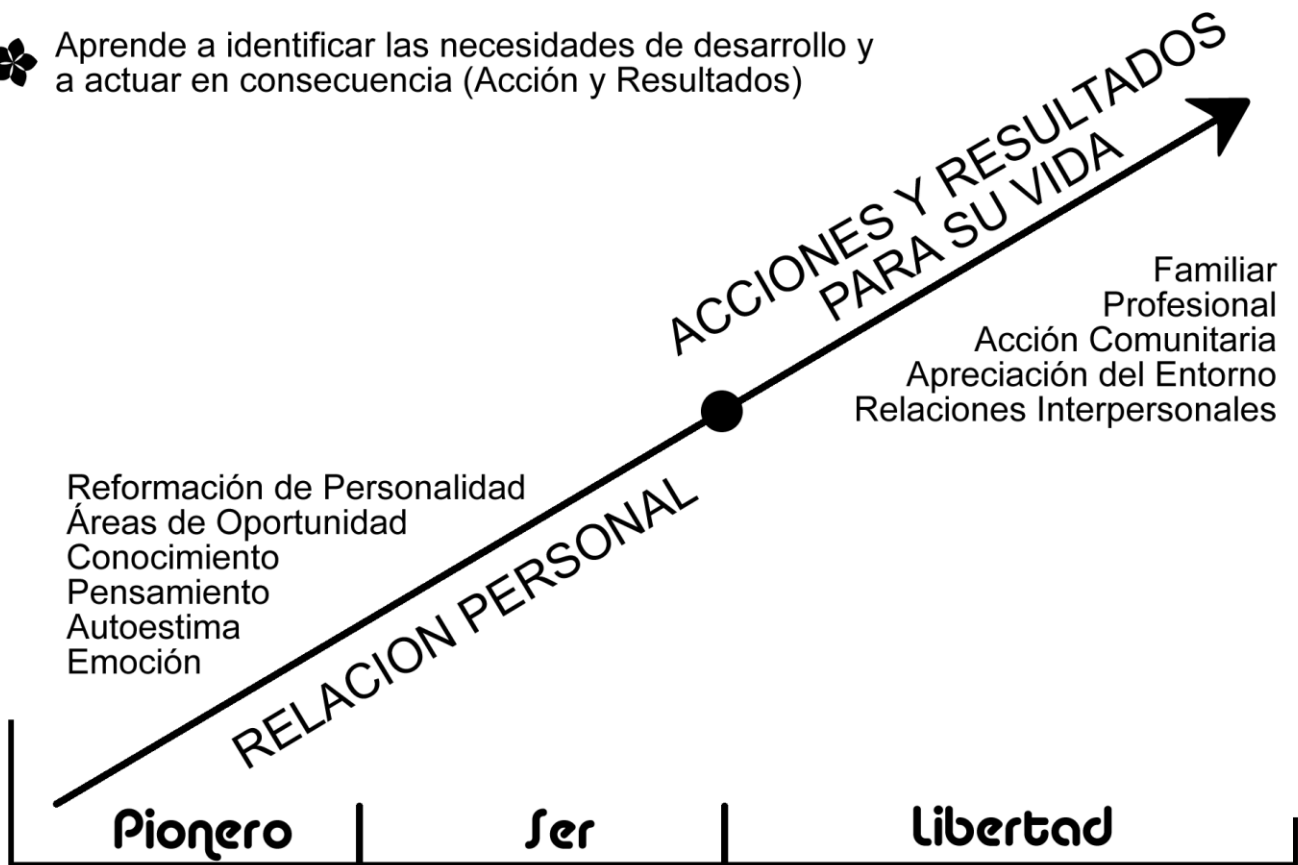 Aprende a identificar las necesidades de desarrollo y
a actuar en consecuencia (Acción y Resultados)
ACCIONES Y RESULTADOS
PARA SU VIDA
Familiar
Profesional
Acción Comunitaria
Apreciación del Entorno
Relaciones Interpersonales
Reformación de Personalidad
Áreas de Oportunidad
Conocimiento
Pensamiento
Autoestima
Emoción
RELACION PERSONAL
Pionero
Ser
Libertad